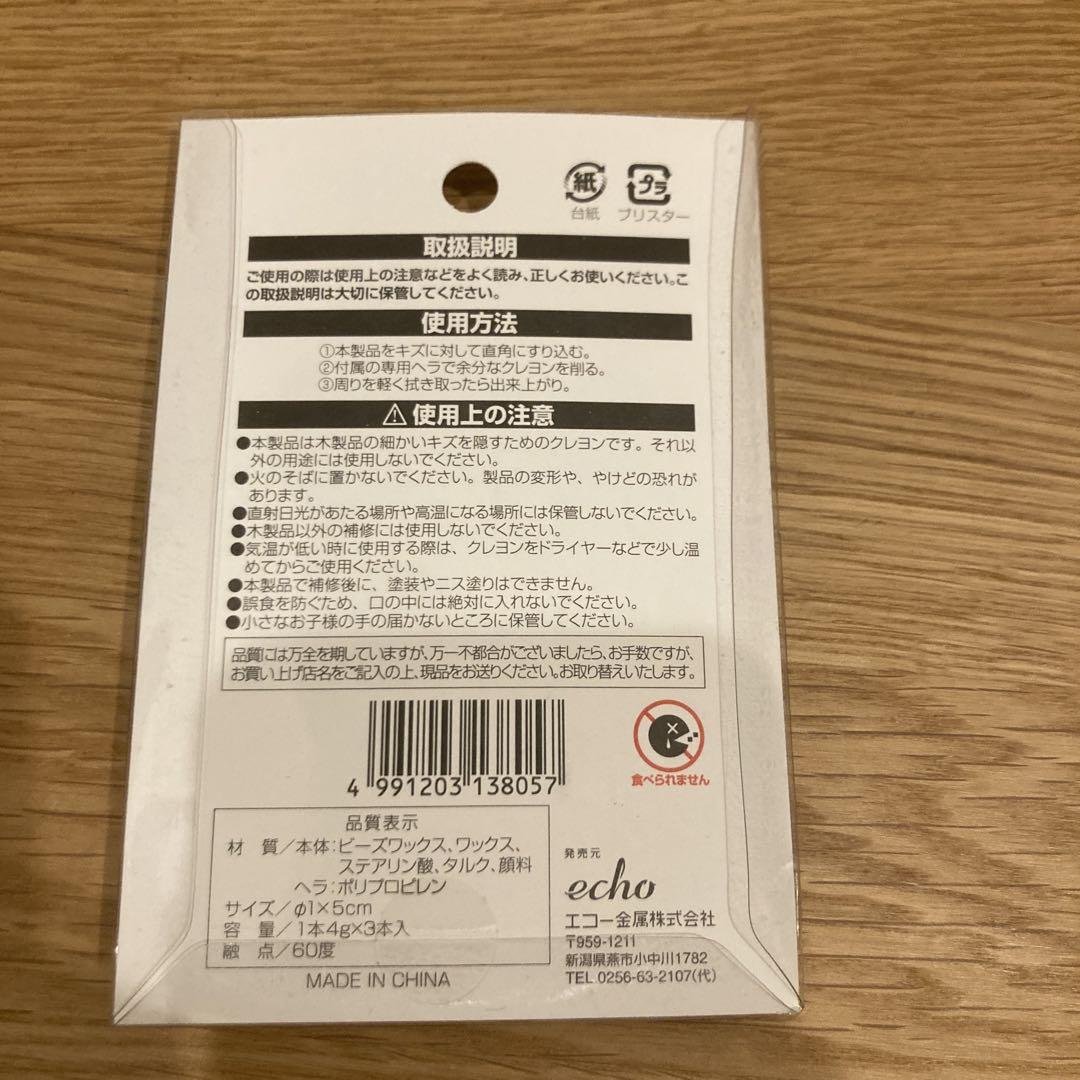 紙
プラ
台紙 ブリスター
取扱説明
ご使用の際は使用上の注意などをよく読み、正しくお使いください。こ
の取扱説明は大切に保管してください。
使用方法
①本製品をキズに対して直角にすり込む。
②付属の専用ヘラで余分なクレヨンを削る。
③周りを軽く拭き取ったら出来上がり。
⚠使用上の注意
●本製品は木製品の細かいキズを隠すためのクレヨンです。それ以
外の用途には使用しないでください。
●火のそばに置かないでください。製品の変形や、やけどの恐れが
あります。
●直射日光があたる場所や高温になる場所には保管しないでください。
●木製品以外の補修には使用しないでください。
●気温が低い時に使用する際は、クレヨンをドライヤーなどで少し温
めてからご使用ください。
●本製品で補修後に、塗装やニス塗りはできません。
●誤食を防ぐため、口の中には絶対に入れないでください。
●小さなお子様の手の届かないところに保管してください。
品質には万全を期していますが、万一不都合がございましたら、お手数ですが、
お買い上げ店名をご記入の上、現品をお送りください。お取り替えいたします。
4 991203 138057
食べられません
品質表示
材 質/本体:ビーズワックス、ワックス、
ステアリン酸、タルク、顔料
ヘラ:ポリプロピレン
サイズ/φ1×5cm
容 量/1本4g×3本入
融 点/60度
MADE IN CHINA
発売元
echo
エコー金属株式会社
〒959-1211
新潟県燕市小中川1782
TEL.0256-63-2107(代)